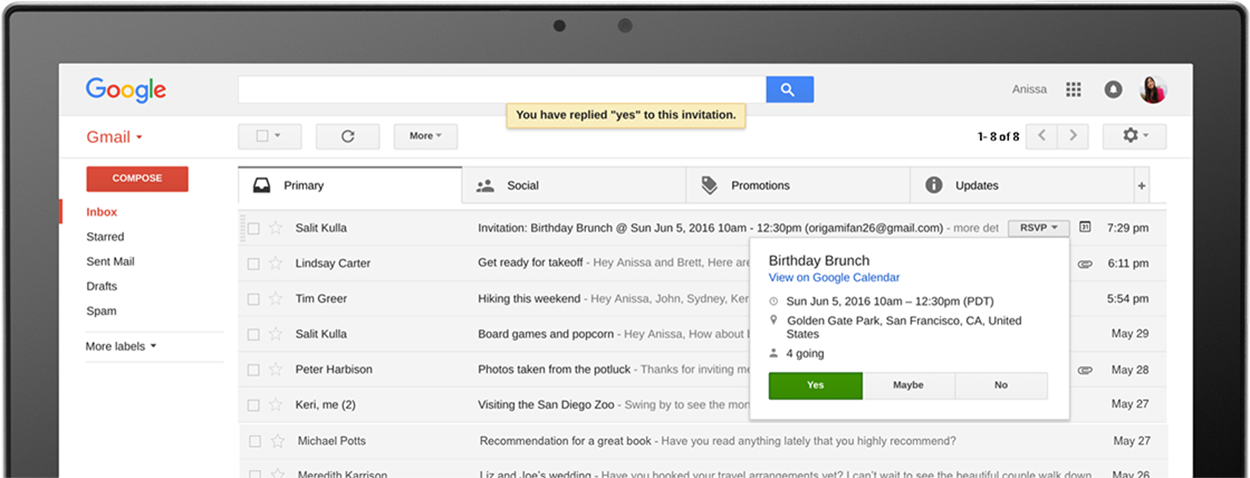 Google
Anissa
You have replied "yes" to this invitation.
Gmail
More
1- 8 of 8
COMPOSE
Primary
Social
Promotions
Updates
+
Inbox
Starred
Sent Mail
Drafts
Spam
More labels
Salit Kulla Invitation: Birthday Brunch @ Sun Jun 5, 2016 10am - 12:30pm (origamifan26@gmail.com) - more det RSVP 31 7:29 pm
Lindsay Carter Get ready for takeoff - Hey Anissa and Brett, Here are 6:11 pm
Tim Greer Hiking this weekend - Hey Anissa, John, Sydney, Ker 5:54 pm
Salit Kulla Board games and popcorn - Hey Anissa, How about May 29
Peter Harbison Photos taken from the potluck - Thanks for inviting me May 28
Keri, me (2) Visiting the San Diego Zoo - Swing by to see the mon May 27
Michael Potts Recommendation for a great book - Have you read anything lately that you highly recommend? May 27
Meredith Karrison Liz and Joe's wedding - Have you booked your travel arrangements yet? I can't wait to see the beautiful couple walk down May 26
Birthday Brunch
View on Google Calendar
Sun Jun 5, 2016 10am – 12:30pm (PDT)
Golden Gate Park, San Francisco, CA, United
States
4 going
Yes Maybe No